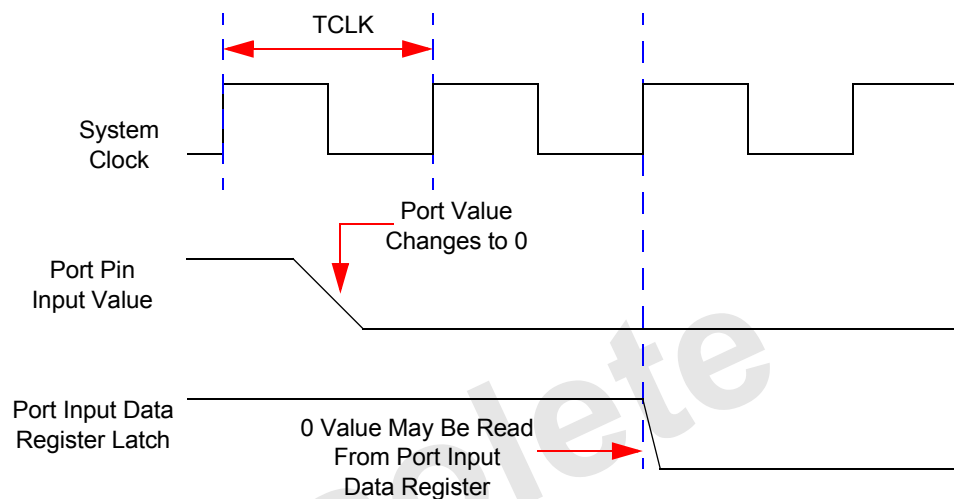 TCLK
System
Clock
Port Value
Changes to 0
Port Pin
Input Value
Port Input Data
Register Latch
0 Value May Be Read
From Port Input
Data Register
olete